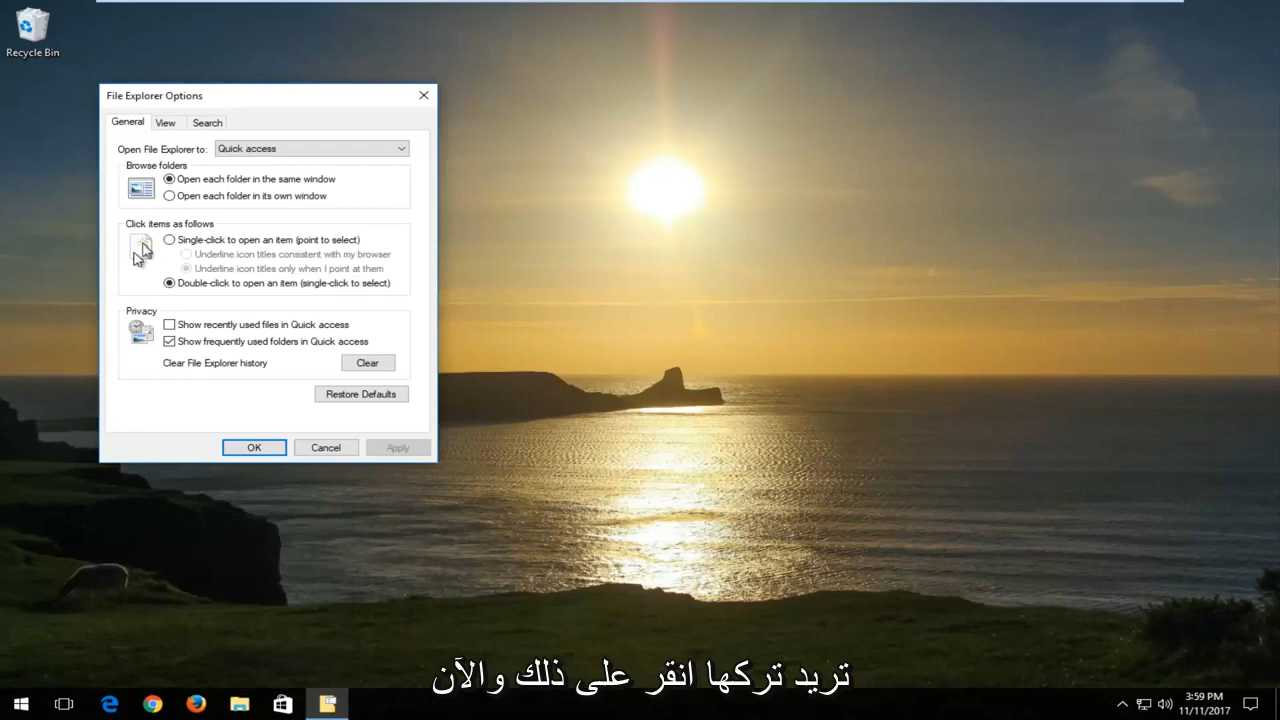 Recycle Bin
File Explorer Options
General
View
Search
Open File Explorer to:
Quick access
Browse folders
Open each folder in the same window
Open each folder in its own window
Click items as follows
Single-click to open an item (point to select)
Underline icon titles consistent with my browser
Underline icon titles only when I point at them
Double-click to open an item (single-click to select)
Privacy
Show recently used files in Quick access
Show frequently used folders in Quick access
Clear File Explorer history
Clear
Restore Defaults
OK
Cancel
Apply
تريد تركها انقر على ذلك والآن
3:59 PM
11/11/2017